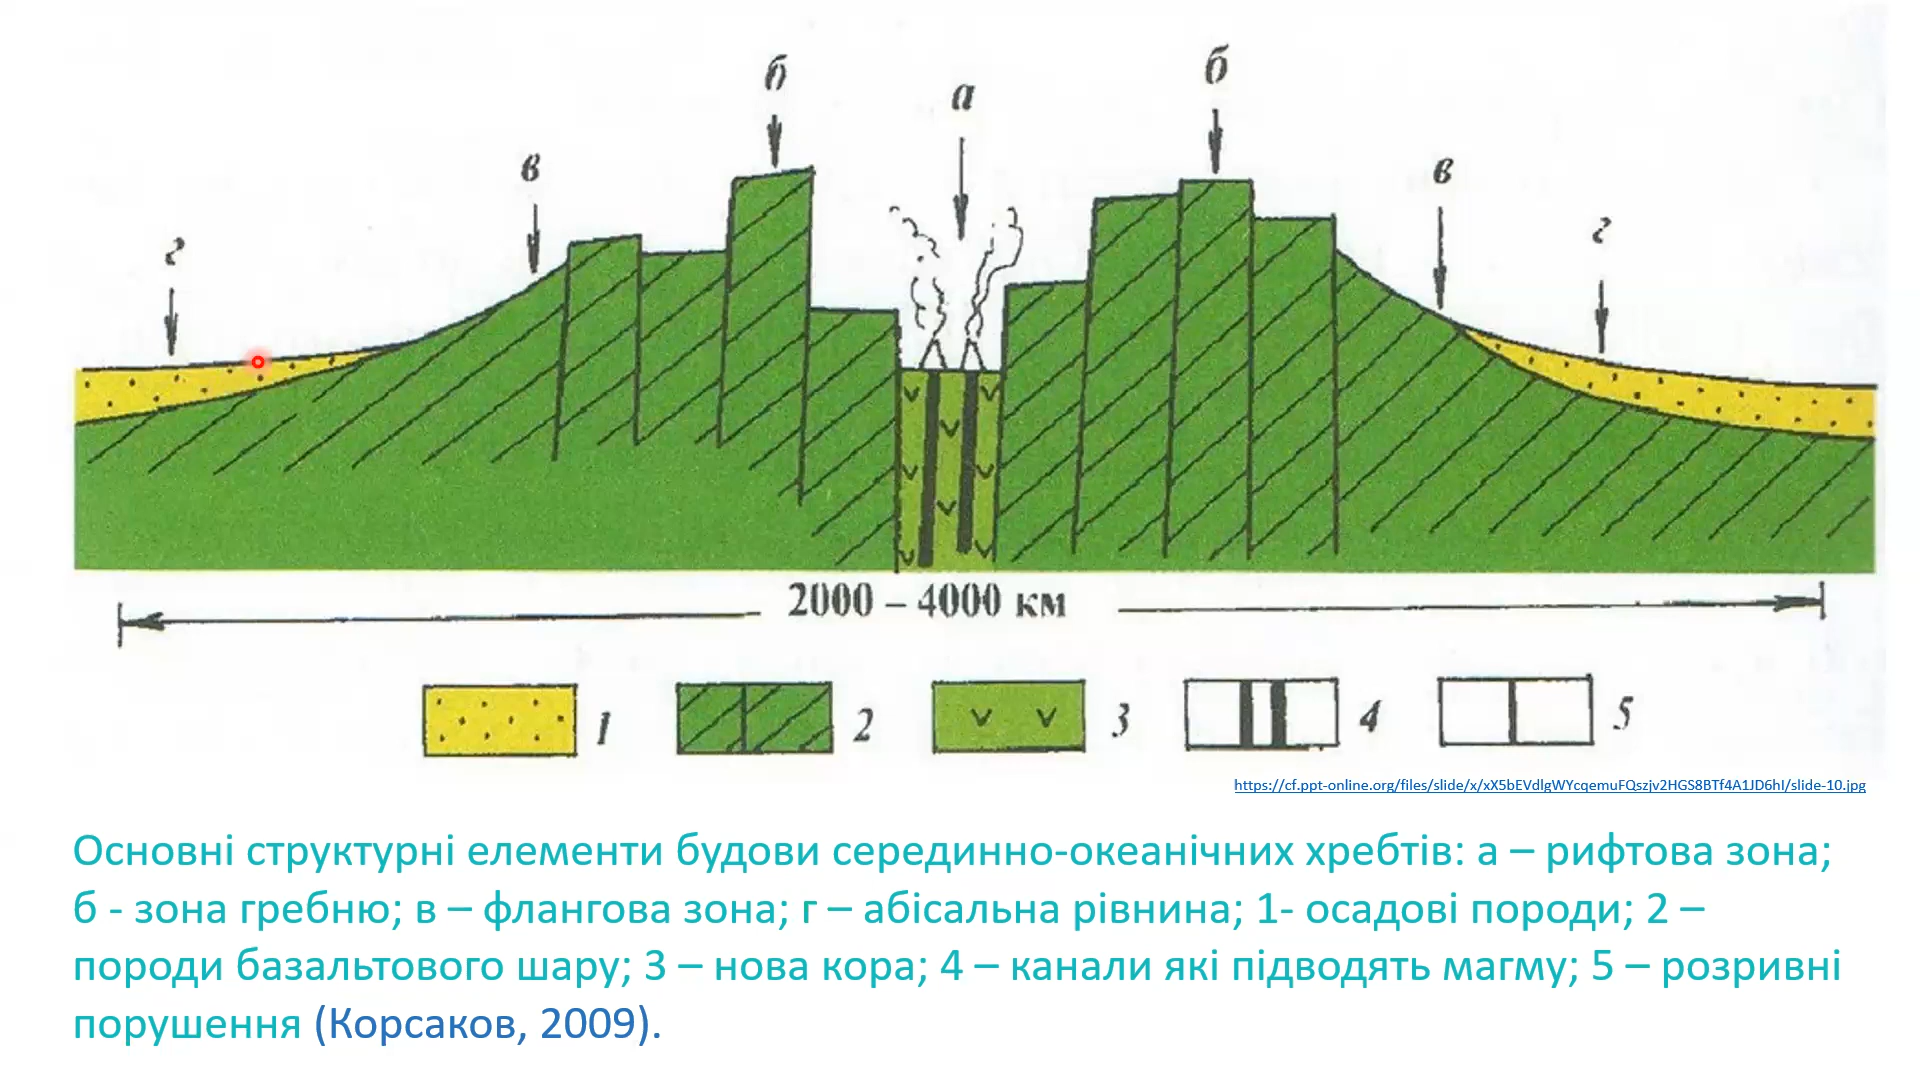 б
б
а
в
в
г
г
2000 – 4000 км
1
2
3
4
5
https://cf.ppt-online.org/files/slide/x/xX5bEVdlgWYcqemuFQszjv2HGS8BTf4A1JD6hI/slide-10.jpg
Основні структурні елементи будови серединно-океанічних хребтів: а – рифтова зона;
б - зона гребню; в – флангова зона; г – абісальна рівнина; 1- осадові породи; 2 –
породи базальтового шару; 3 – нова кора; 4 – канали які підводять магму; 5 – розривні
порушення (Корсаков, 2009).